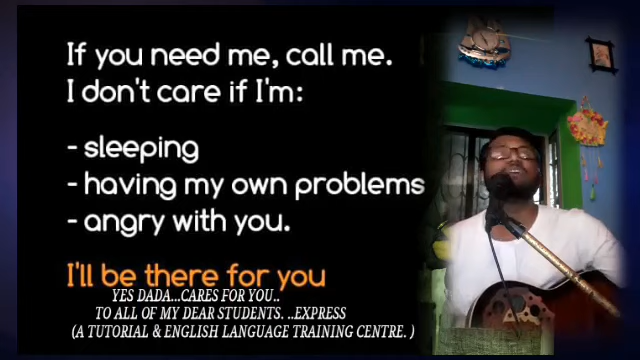 If you need me, call me.
I don't care if I'm:
- sleeping
- having my own problems
- angry with you.
I'll be there for you
YES DADA...CARES FOR YOU..
TO ALL OF MY DEAR STUDENTS. ..EXPRESS
(A TUTORIAL & ENGLISH LANGUAGE TRAINING CENTRE. )